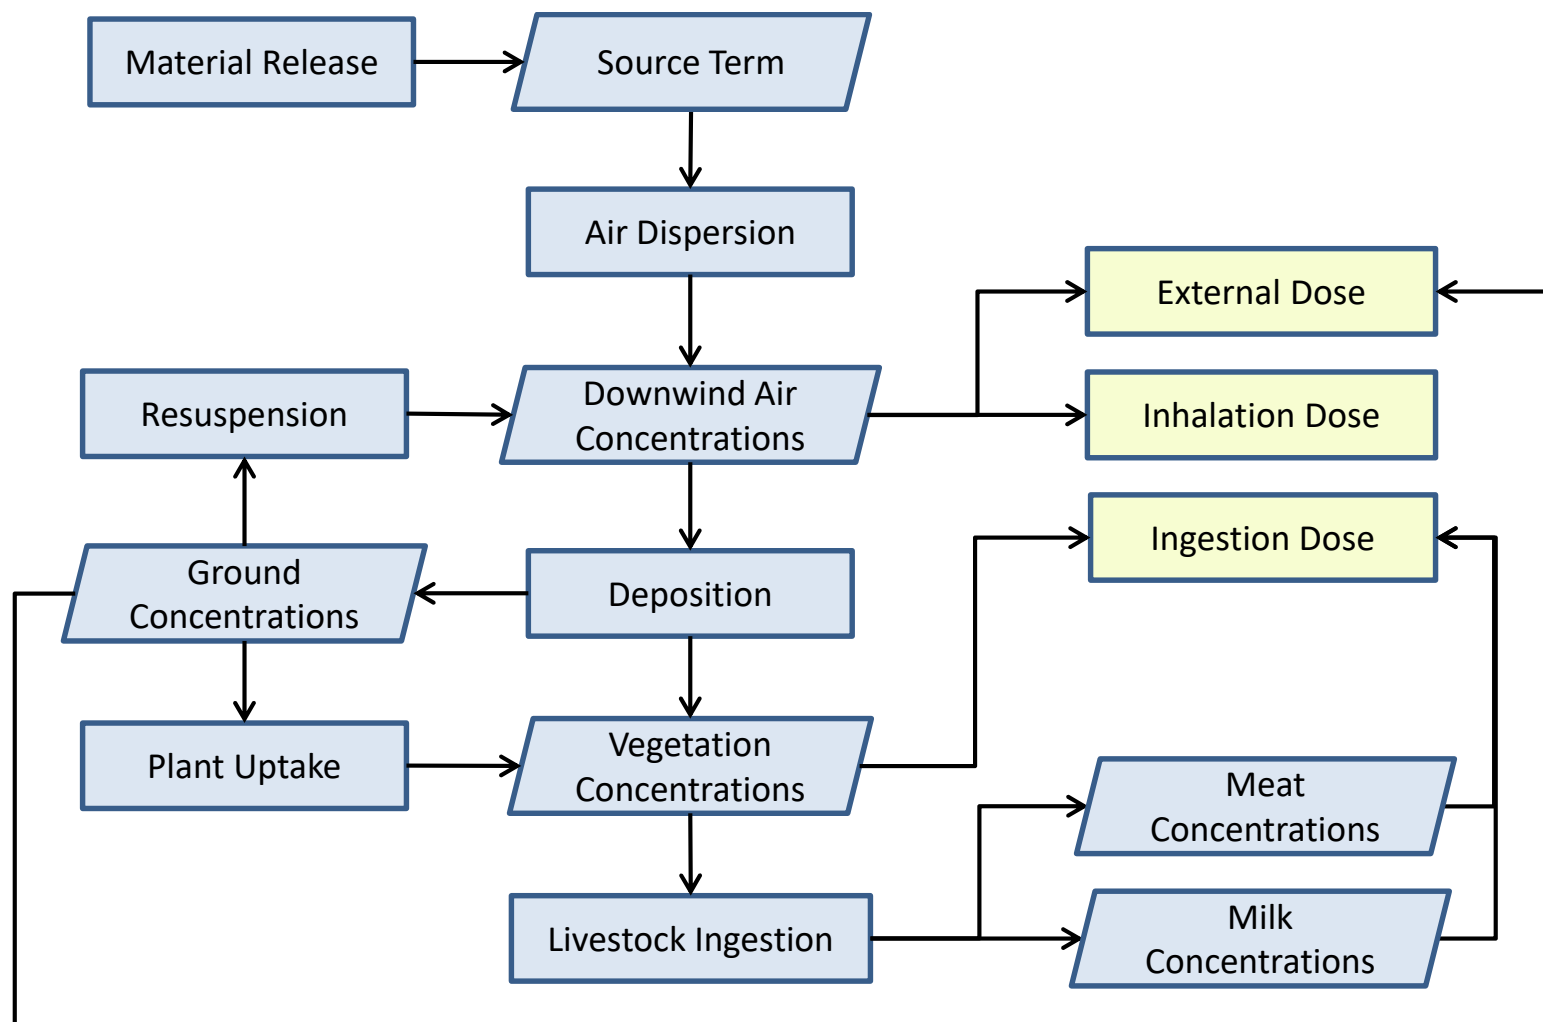 Material Release
Source Term
Air Dispersion
External Dose
Resuspension
Downwind Air
Concentrations
Inhalation Dose
Ingestion Dose
Ground
Concentrations
Deposition
Plant Uptake
Vegetation
Concentrations
Meat
Concentrations
Livestock Ingestion
Milk
Concentrations